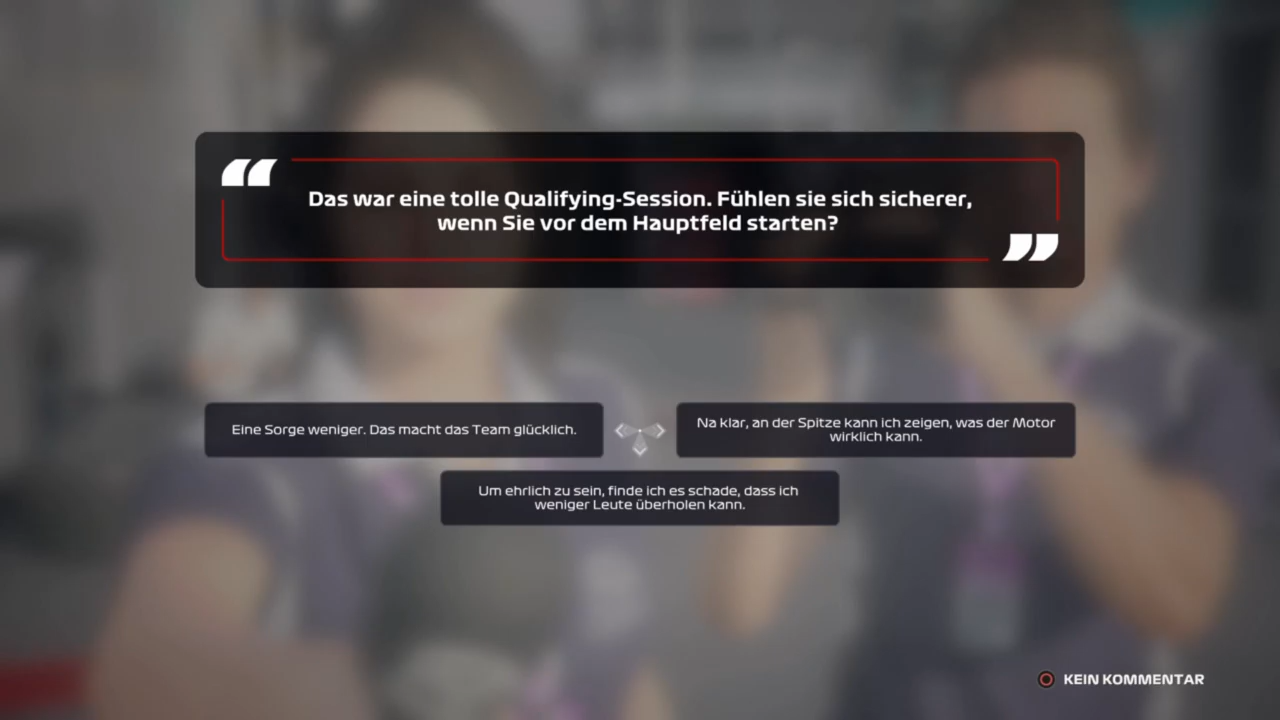 Das war eine tolle Qualifying-Session. Fühlen sie sich sicherer,
wenn Sie vor dem Hauptfeld starten?
Eine Sorge weniger. Das macht das Team glücklich.
Na klar, an der Spitze kann ich zeigen, was der Motor
wirklich kann.
Um ehrlich zu sein, finde ich es schade, dass ich
weniger Leute überholen kann.
KEIN KOMMENTAR